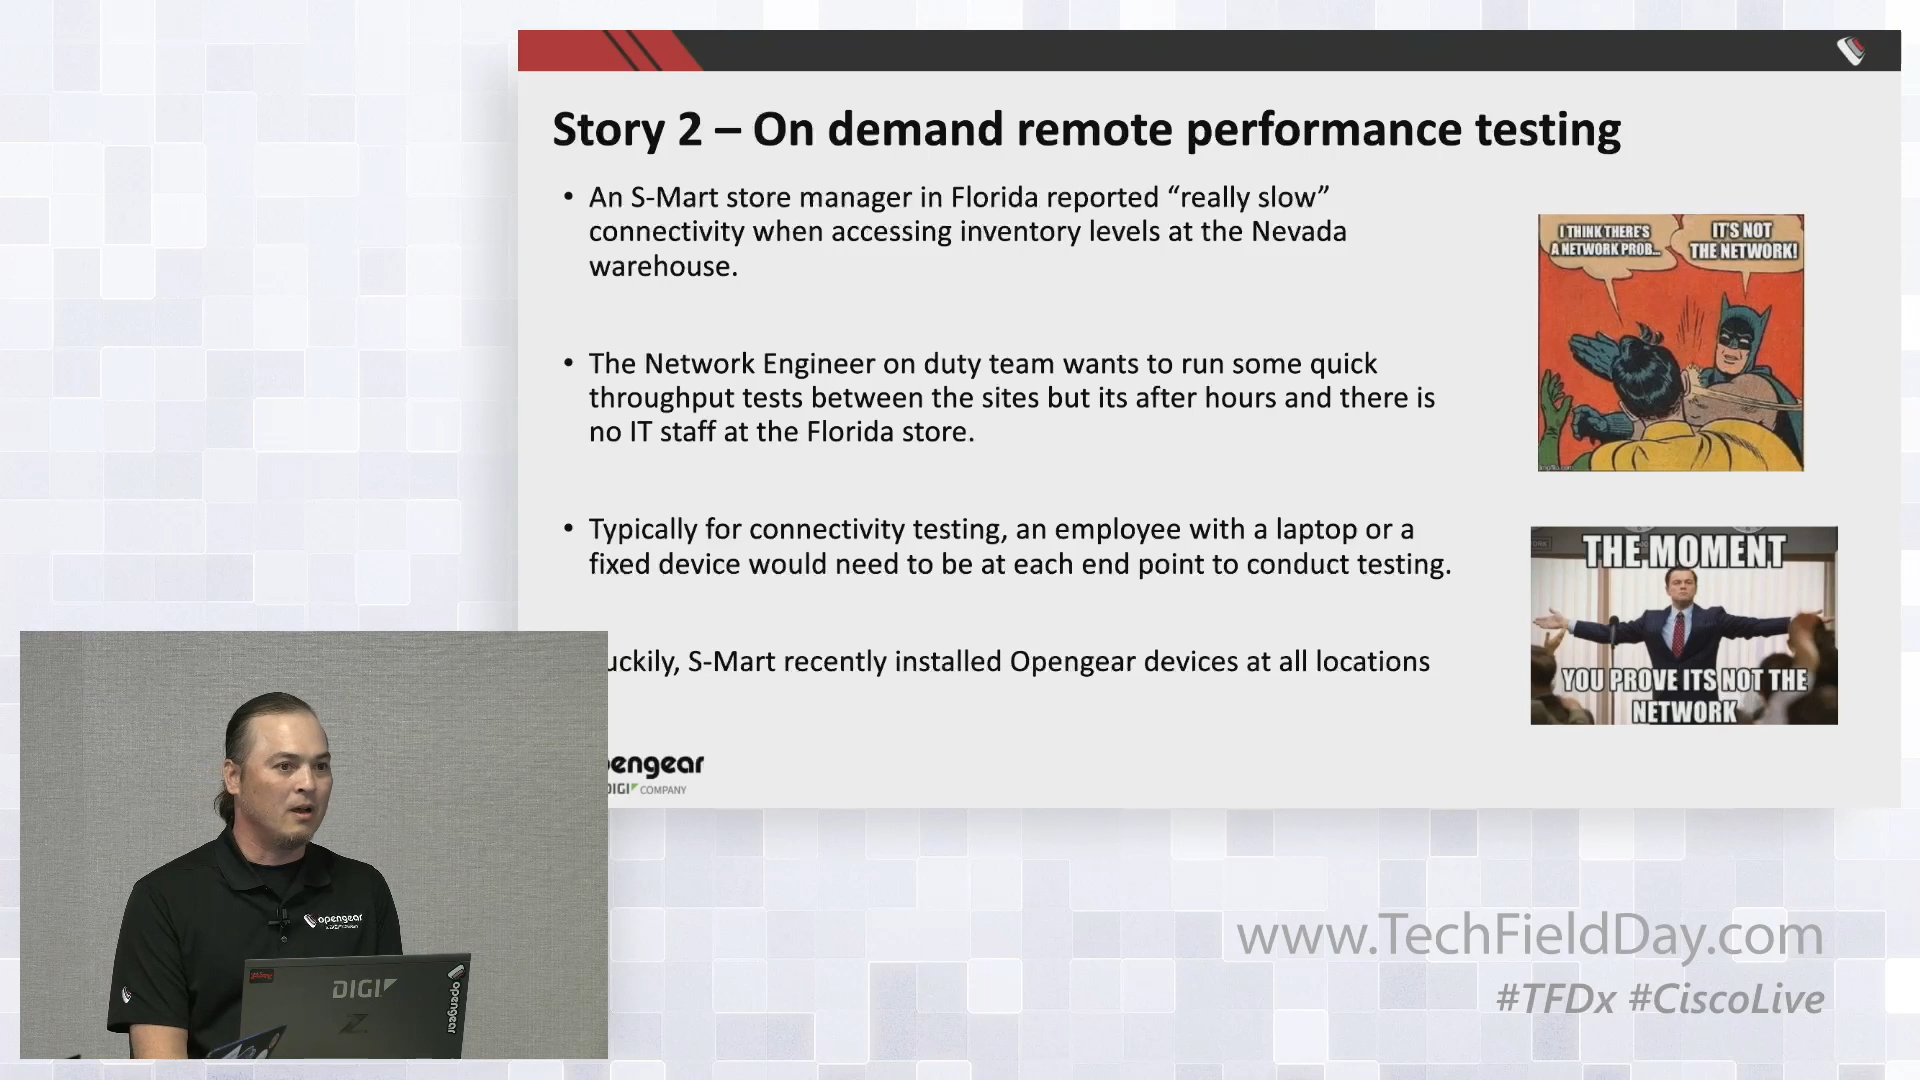 Story 2 – On demand remote performance testing
• An S-Mart store manager in Florida reported “really slow”
connectivity when accessing inventory levels at the Nevada
warehouse.
• The Network Engineer on duty team wants to run some quick
throughput tests between the sites but its after hours and there is
no IT staff at the Florida store.
• Typically for connectivity testing, an employee with a laptop or a
fixed device would need to be at each end point to conduct testing.
uckily, S-Mart recently installed Opengear devices at all locations
I THINK THERE'S
A NETWORK PROB...
IT'S NOT
THE NETWORK!
THE MOMENT
YOU PROVE ITS NOT THE
NETWORK
pengear
DIGI COMPANY
opengear
DIGI
opengear
www.TechFieldDay.com
#TFDx #CiscoLive